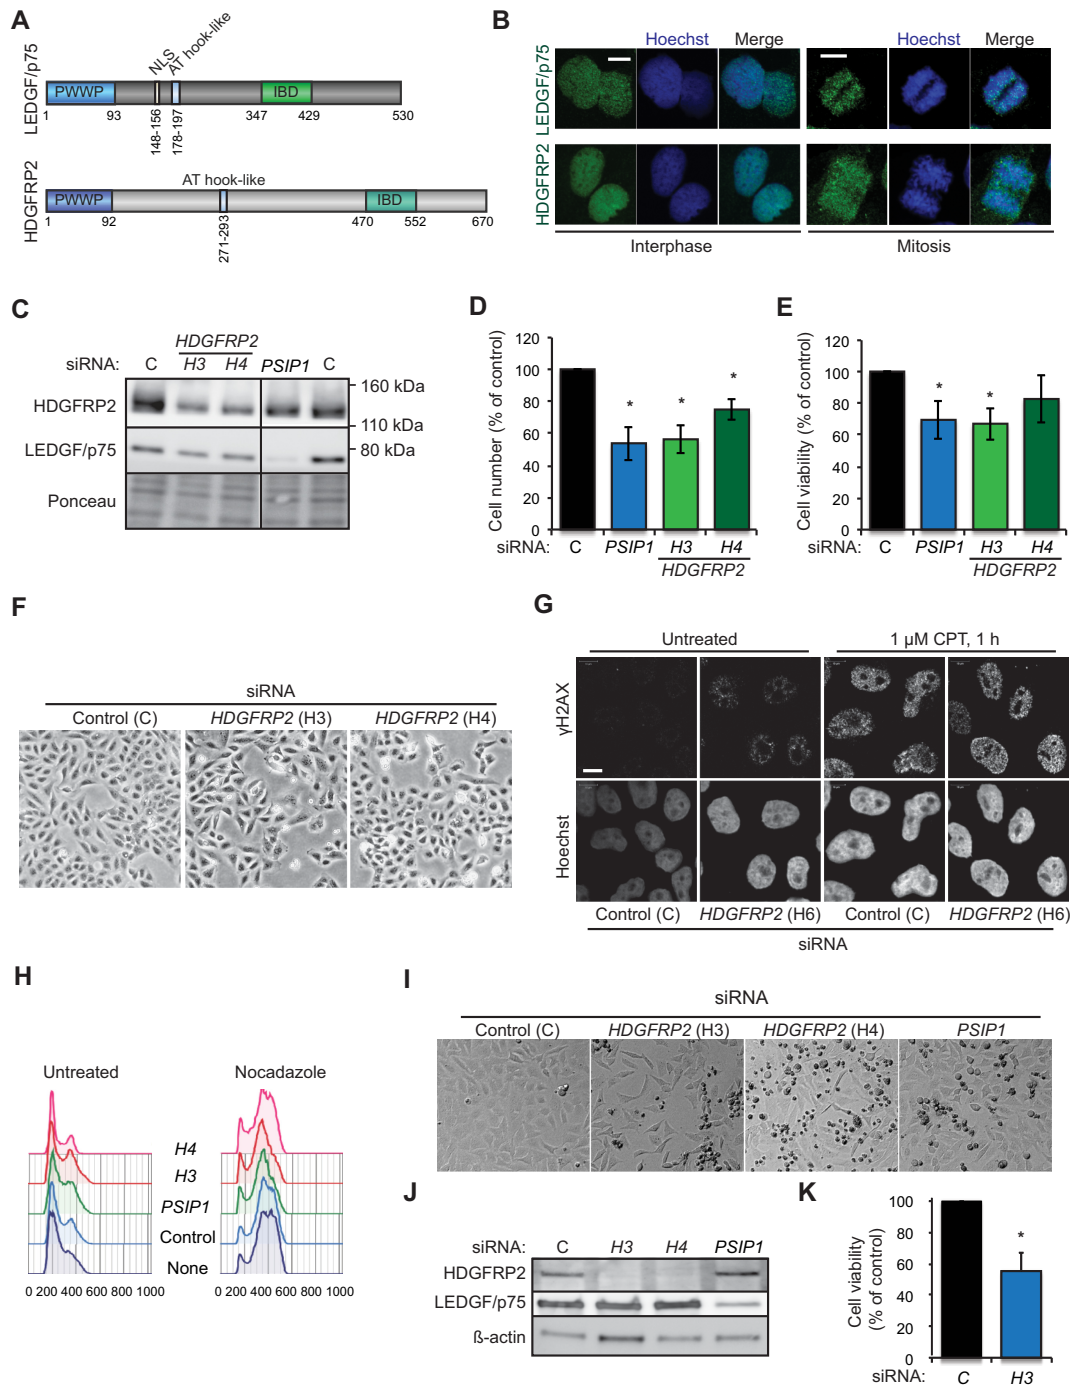 A
LEDGF/p75
NLS
AT hook-like
PWWP
IBD
1
93
148-156
178-197
347
429
530
HDGFRP2
AT hook-like
PWWP
IBD
1
92
271-293
470
552
670
B
Hoechst
Merge
Hoechst
Merge
LEDGF/p75
HDGFRP2
Interphase
Mitosis
C
HDGFRP2
siRNA: C H3 H4 PSIP1 C
HDGFRP2
LEDGF/p75
Ponceau
160 kDa
110 kDa
80 kDa
D
Cell number (% of control)
120
100
80
60
40
20
0
* * *
siRNA: C PSIP1 H3 H4
HDGFRP2
E
Cell viability (% of control)
120
100
80
60
40
20
0
* *
siRNA: C PSIP1 H3 H4
HDGFRP2
F
siRNA
Control (C) HDGFRP2 (H3) HDGFRP2 (H4)
G
Untreated
1 µM CPT, 1 h
γH2AX
Hoechst
Control (C) HDGFRP2 (H6) Control (C) HDGFRP2 (H6)
siRNA
H
Untreated
Nocadazole
H4
H3
PSIP1
Control
None
0 200 400 600 800 1000
0 200 400 600 800 1000
I
siRNA
Control (C) HDGFRP2 (H3) HDGFRP2 (H4) PSIP1
J
siRNA: C H3 H4 PSIP1
HDGFRP2
LEDGF/p75
ß-actin
K
Cell viability
(% of control)
100
80
60
40
20
0
*
siRNA: C H3